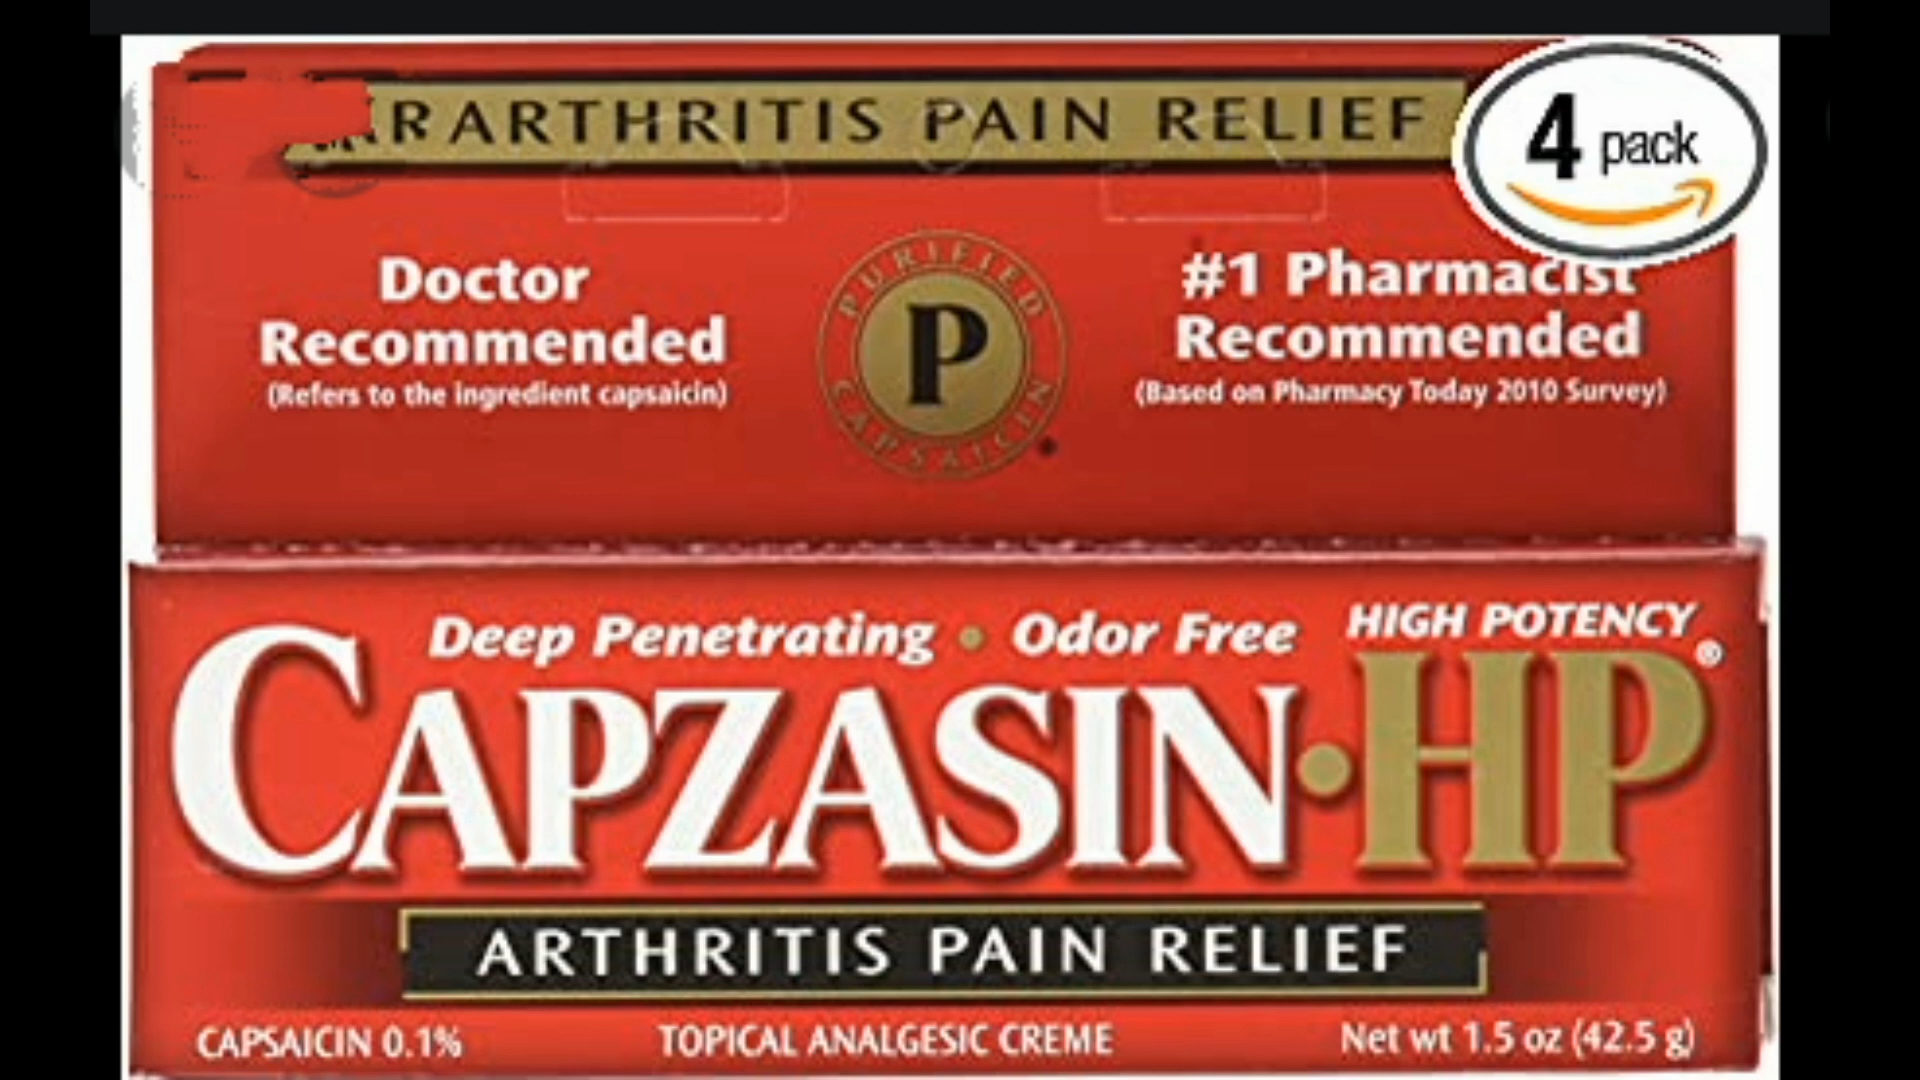 ARTHRITIS PAIN RELIEF
4 pack
Doctor
Recommended
(Refers to the ingredient capsaicin)
PURIFIED
P
CAPSAICIN
#1 Pharmacist
Recommended
(Based on Pharmacy Today 2010 Survey)
Deep Penetrating • Odor Free
HIGH POTENCY
CAPZASIN·HP®
ARTHRITIS PAIN RELIEF
CAPSAICIN 0.1%
TOPICAL ANALGESIC CREME
Net wt 1.5 oz (42.5 g)